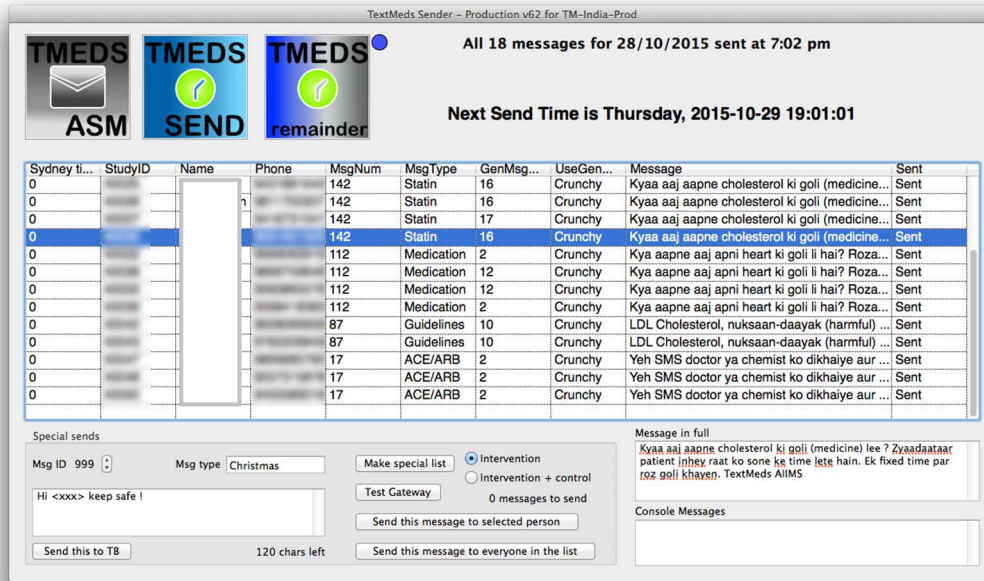 TextMeds Sender - Production v62 for TM-India-Prod
TMEDS
ASM
TMEDS
SEND
TMEDS
remainder
All 18 messages for 28/10/2015 sent at 7:02 pm
Next Send Time is Thursday, 2015-10-29 19:01:01
Sydney ti... StudyID Name Phone MsgNum MsgType GenMsg... UseGen... Message Sent
0 142 Statin 16 Crunchy Kyaa aaj aapne cholesterol ki goli (medicine... Sent
0 142 Statin 16 Crunchy Kyaa aaj aapne cholesterol ki goli (medicine... Sent
0 142 Statin 17 Crunchy Kyaa aaj aapne cholesterol ki goli (medicine... Sent
0 142 Statin 16 Crunchy Kyaa aaj aapne cholesterol ki goli (medicine... Sent
0 112 Medication 2 Crunchy Kya aapne aaj apni heart ki goli li hai? Roza... Sent
0 112 Medication 12 Crunchy Kya aapne aaj apni heart ki goli li hai? Roza... Sent
0 112 Medication 12 Crunchy Kya aapne aaj apni heart ki goli li hai? Roza... Sent
0 112 Medication 2 Crunchy Kya aapne aaj apni heart ki goli li hai? Roza... Sent
0 87 Guidelines 10 Crunchy LDL Cholesterol, nuksaan-daayak (harmful) ... Sent
0 87 Guidelines 10 Crunchy LDL Cholesterol, nuksaan-daayak (harmful) ... Sent
0 17 ACE/ARB 2 Crunchy Yeh SMS doctor ya chemist ko dikhaiye aur ... Sent
0 17 ACE/ARB 2 Crunchy Yeh SMS doctor ya chemist ko dikhaiye aur ... Sent
0 17 ACE/ARB 2 Crunchy Yeh SMS doctor ya chemist ko dikhaiye aur ... Sent
Special sends
Msg ID 999 Msg type Christmas
Hi <xxx> keep safe !
Send this to TB 120 chars left
Make special list
Intervention
Intervention + control
Test Gateway
0 messages to send
Send this message to selected person
Send this message to everyone in the list
Message in full
Kyaa aaj aapne cholesterol ki goli (medicine) lee ? Zyaadaataar
patient inhey raat ko sone ke time lete hain. Ek fixed time par
roz goli khayen. TextMeds AIIMS
Console Messages